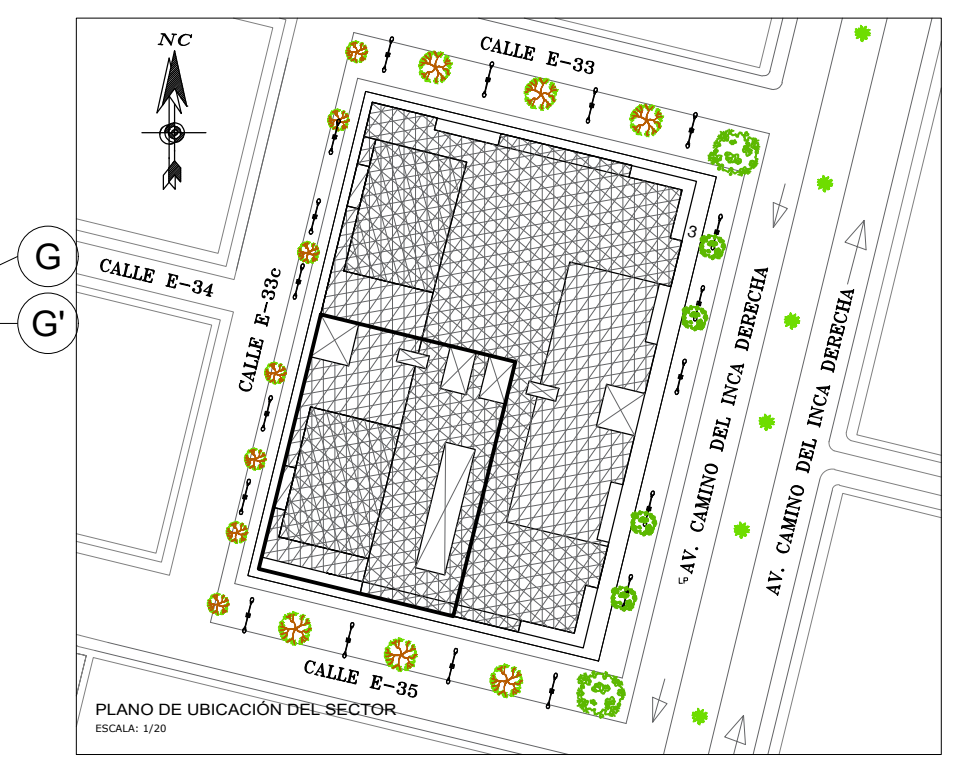 NC
CALLE E-33
3
G
CALLE E-34
G'
CALLE E-33c
AV. CAMINO DEL INCA DERECHA
AV. CAMINO DEL INCA DERECHA
LP
CALLE E-35
PLANO DE UBICACIÓN DEL SECTOR
ESCALA: 1/20